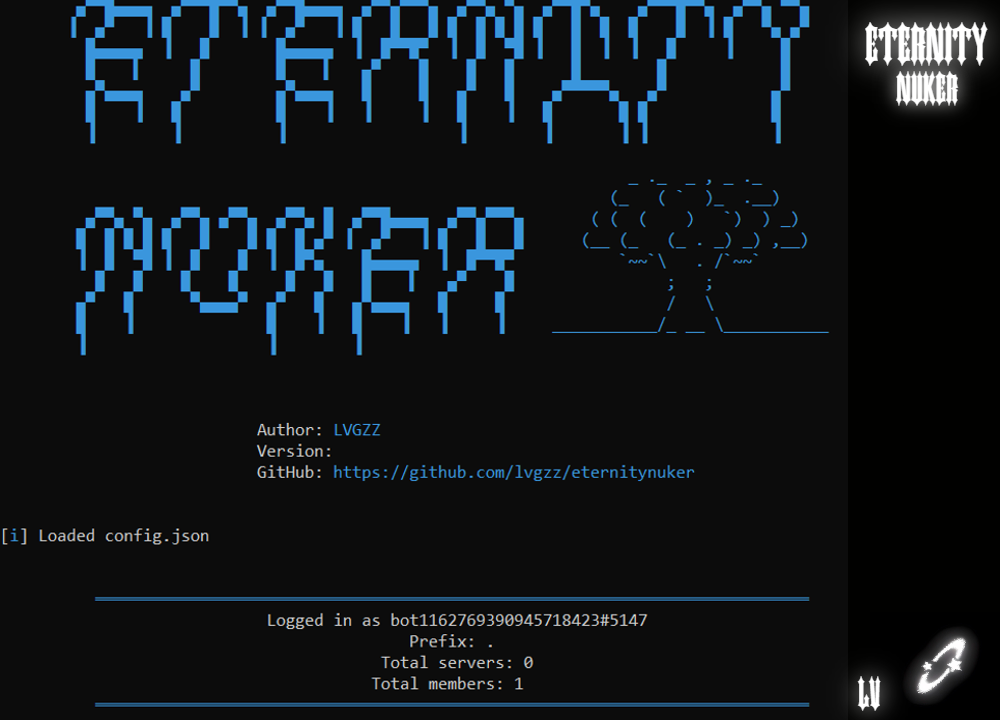 ETERNITY
NUKER
Author: LVGZZ
Version:
GitHub: https://github.com/lvgzz/eternitynuker
[i] Loaded config.json
Logged in as bot1162769390945718423#5147
Prefix: .
Total servers: 0
Total members: 1
ETERNITY
NUKER
LV